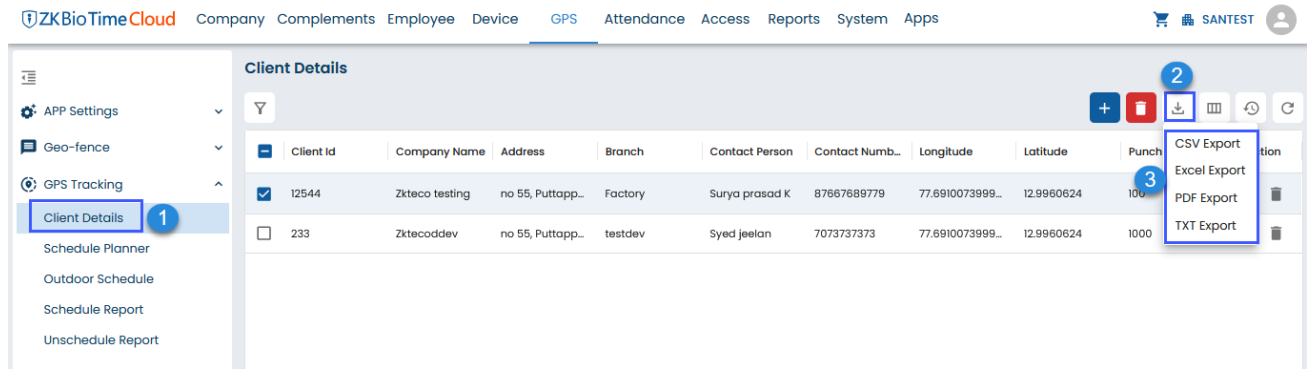 ZKBioTime Cloud Company Complements Employee Device GPS Attendance Access Reports System Apps SANTEST
Client Details
2
APP Settings
Geo-fence
GPS Tracking
Client Details 1
Schedule Planner
Outdoor Schedule
Schedule Report
Unschedule Report
Client Id Company Name Address Branch Contact Person Contact Numb... Longitude Latitude Punch tion
12544 Zkteco testing no 55, Puttapp... Factory Surya prasad K 87667689779 77.6910073999... 12.9960624 100
233 Zktecoddev no 55, Puttapp... testdev Syed jeelan 7073737373 77.6910073999... 12.9960624 1000
3
CSV Export
Excel Export
PDF Export
TXT Export